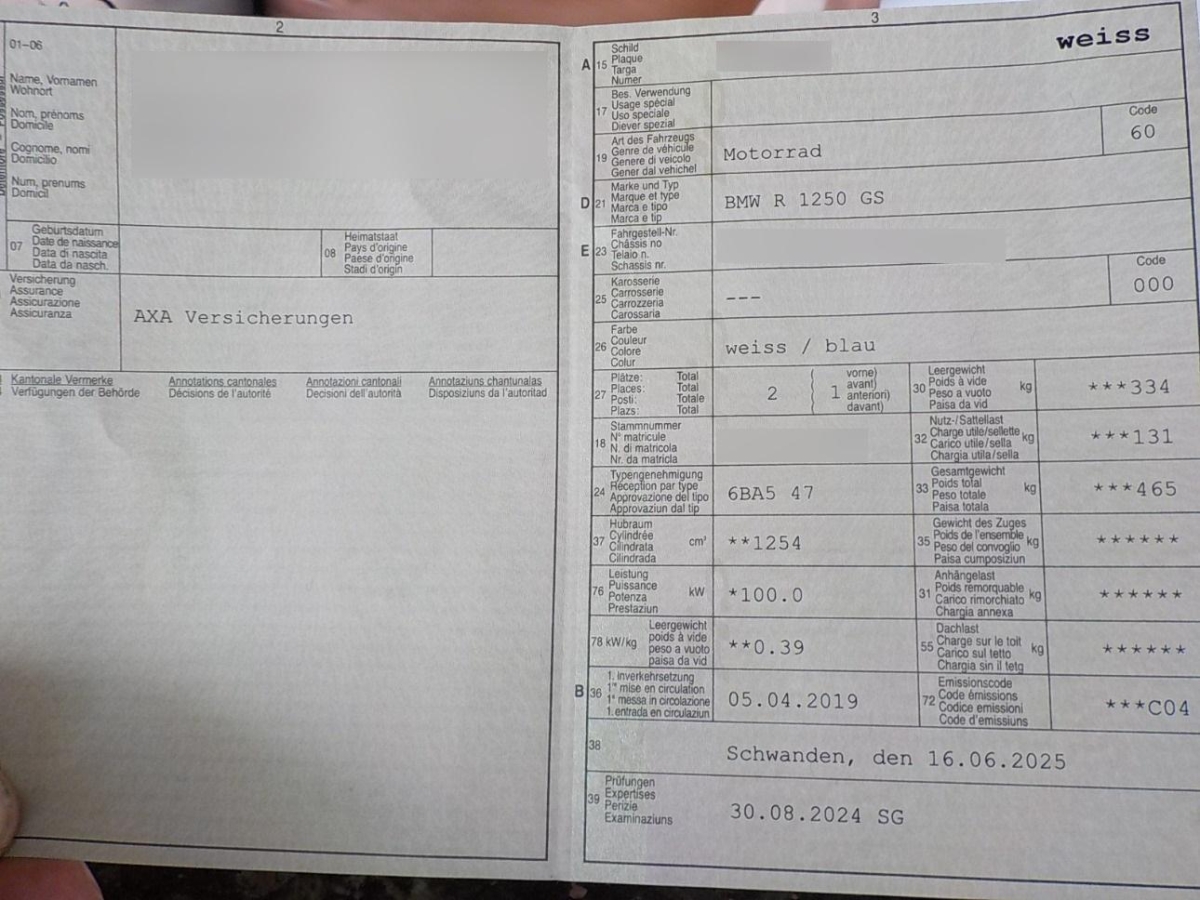 2
01–06
Name, Vornamen
Wohnort
Nom, prénoms
Domicile
Cognome, nomi
Domicilio
Num, prenums
Domicil
07
Geburtsdatum
Date de naissance
Data di nascita
Data da nasch.
08
Heimatstaat
Pays d'origine
Paese d'origine
Stadi d'origin
Versicherung
Assurance
Assicurazione
Assicuranza
AXA Versicherungen
Kantonale Vermerke
Verfügungen der Behörde
Annotations cantonales
Décisions de l'autorité
Annotazioni cantonali
Decisioni dell'autorità
Annotaziuns chantunalas
Disposiziuns da l'autoritad
3
A 15
Schild
Plaque
Targa
Numer
weiss
17
Bes. Verwendung
Usage spécial
Uso speciale
Diever spezial
19
Art des Fahrzeugs
Genre de véhicule
Genere di veicolo
Gener dal vehichel
Motorrad
Code
60
D 21
Marke und Typ
Marque et type
Marca e tipo
Marca e tip
BMW R 1250 GS
E 23
Fahrgestell-Nr.
Châssis no
Telaio n.
Schassis nr.
25
Karosserie
Carrosserie
Carrozzeria
Carossaria
---
Code
000
26
Farbe
Couleur
Colore
Colur
weiss / blau
27
Plätze: Total
Places: Total
Posti: Totale
Plazs: Total
2
1
vorne)
avant)
anteriori)
davant)
30
Leergewicht
Poids à vide
Peso a vuoto
Paisa da vid
kg
***334
18
Stammnummer
N° matricule
N. di matricola
Nr. da matricla
32
Nutz-/Sattellast
Charge utile/sellette
Carico utile/sella
Chargia utila/sella
kg
***131
24
Typengenehmigung
Réception par type
Approvazione del tipo
Approvaziun dal tip
6BA5 47
33
Gesamtgewicht
Poids total
Peso totale
Paisa totala
kg
***465
37
Hubraum
Cylindrée
Cilindrata
Cilindrada
cm³
**1254
35
Gewicht des Zuges
Poids de l'ensemble
Peso del convoglio
Paisa cumposiziun
kg
******
76
Leistung
Puissance
Potenza
Prestaziun
kW
*100.0
31
Anhängelast
Poids remorquable
Carico rimorchiato
Chargia annexa
kg
******
78 kW/kg
Leergewicht
poids à vide
peso a vuoto
paisa da vid
**0.39
55
Dachlast
Charge sur le toit
Carico sul tetto
Chargia sin il tetg
kg
******
B 36
1. Inverkehrsetzung
1re mise en circulation
1a messa in circolazione
1. entrada en circulaziun
05.04.2019
72
Emissionscode
Code émissions
Codice emissioni
Code d'emissiuns
***C04
38
Schwanden, den 16.06.2025
39
Prüfungen
Expertises
Perizie
Examinaziuns
30.08.2024 SG